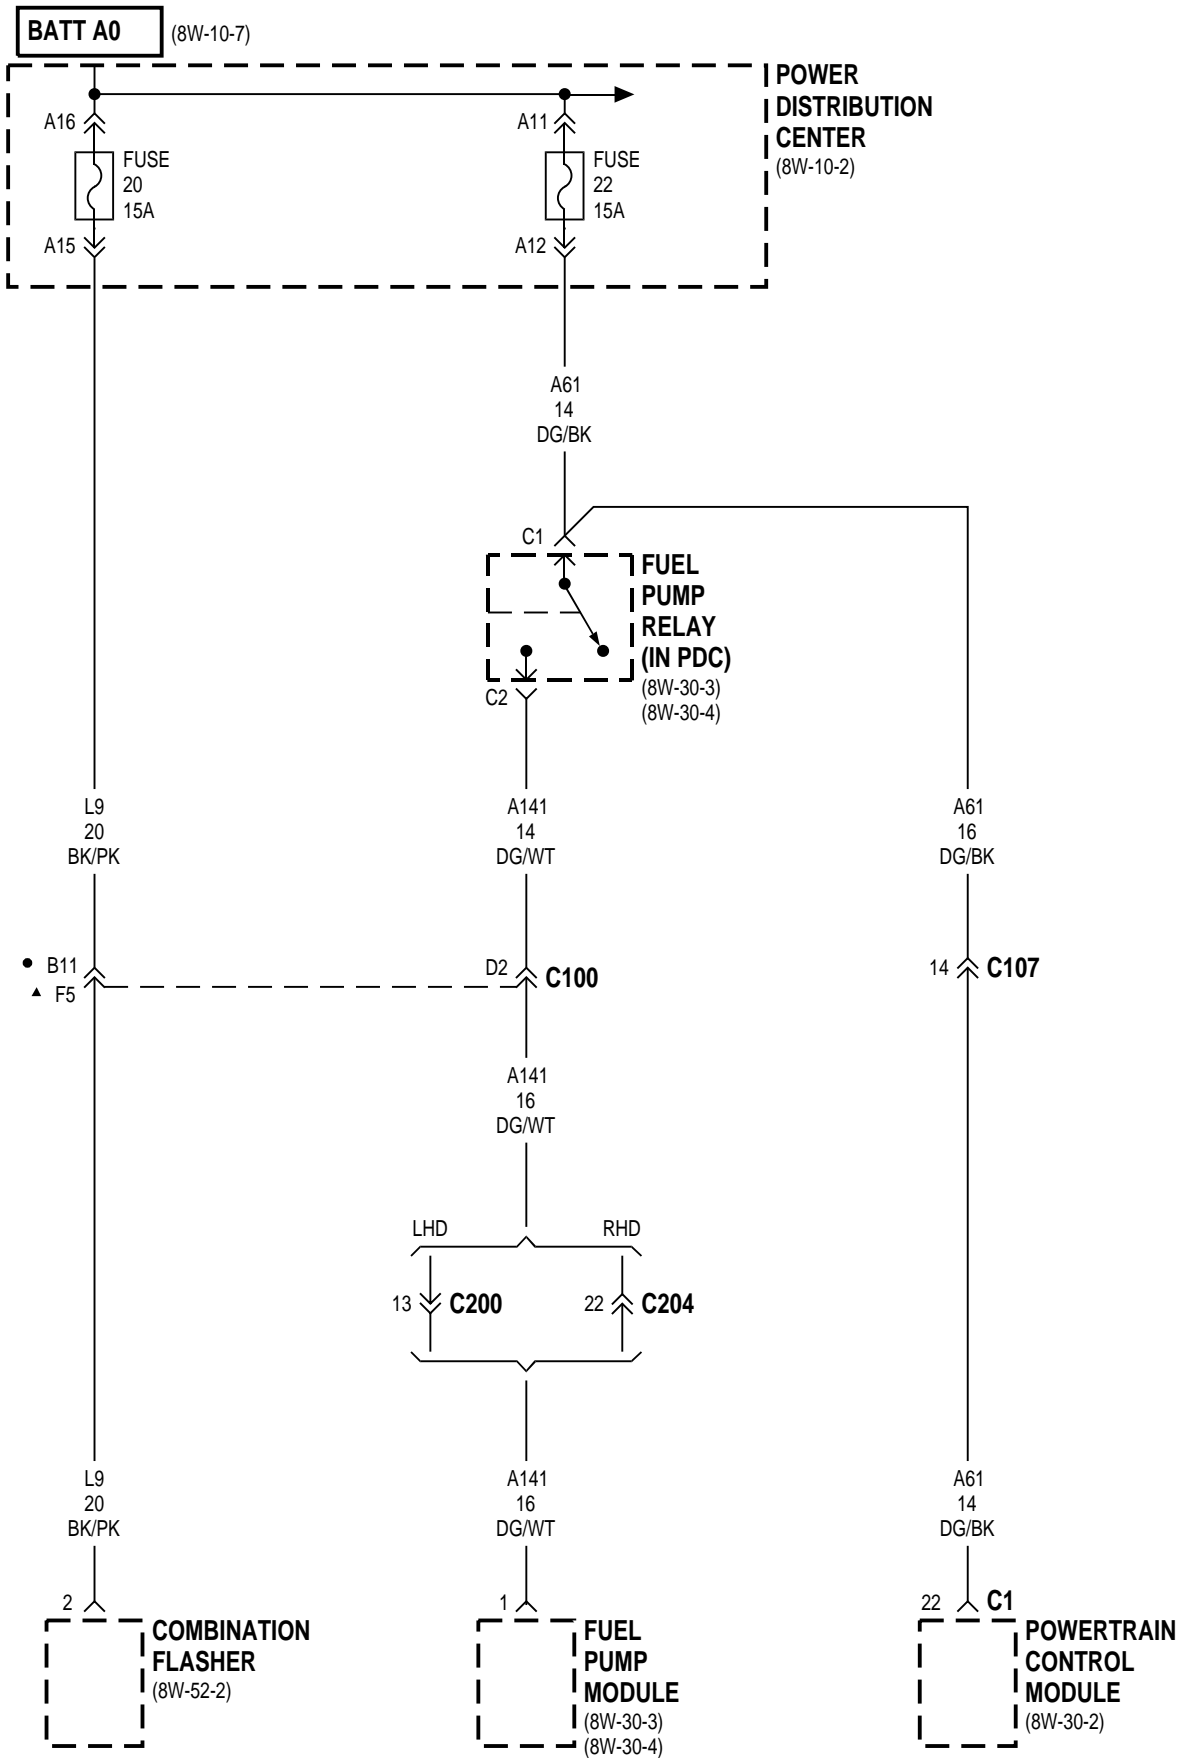 BATT A0 (8W-10-7)
POWER
DISTRIBUTION
CENTER
(8W-10-2)
A16
FUSE
20
15A
A15
A11
FUSE
22
15A
A12
A61
14
DG/BK
C1
FUEL
PUMP
RELAY
(IN PDC)
(8W-30-3)
(8W-30-4)
C2
L9
20
BK/PK
A141
14
DG/WT
A61
16
DG/BK
B11
F5
D2
C100
14
C107
A141
16
DG/WT
LHD
RHD
13
C200
22
C204
L9
20
BK/PK
A141
16
DG/WT
A61
14
DG/BK
2
COMBINATION
FLASHER
(8W-52-2)
1
FUEL
PUMP
MODULE
(8W-30-3)
(8W-30-4)
22
C1
POWERTRAIN
CONTROL
MODULE
(8W-30-2)